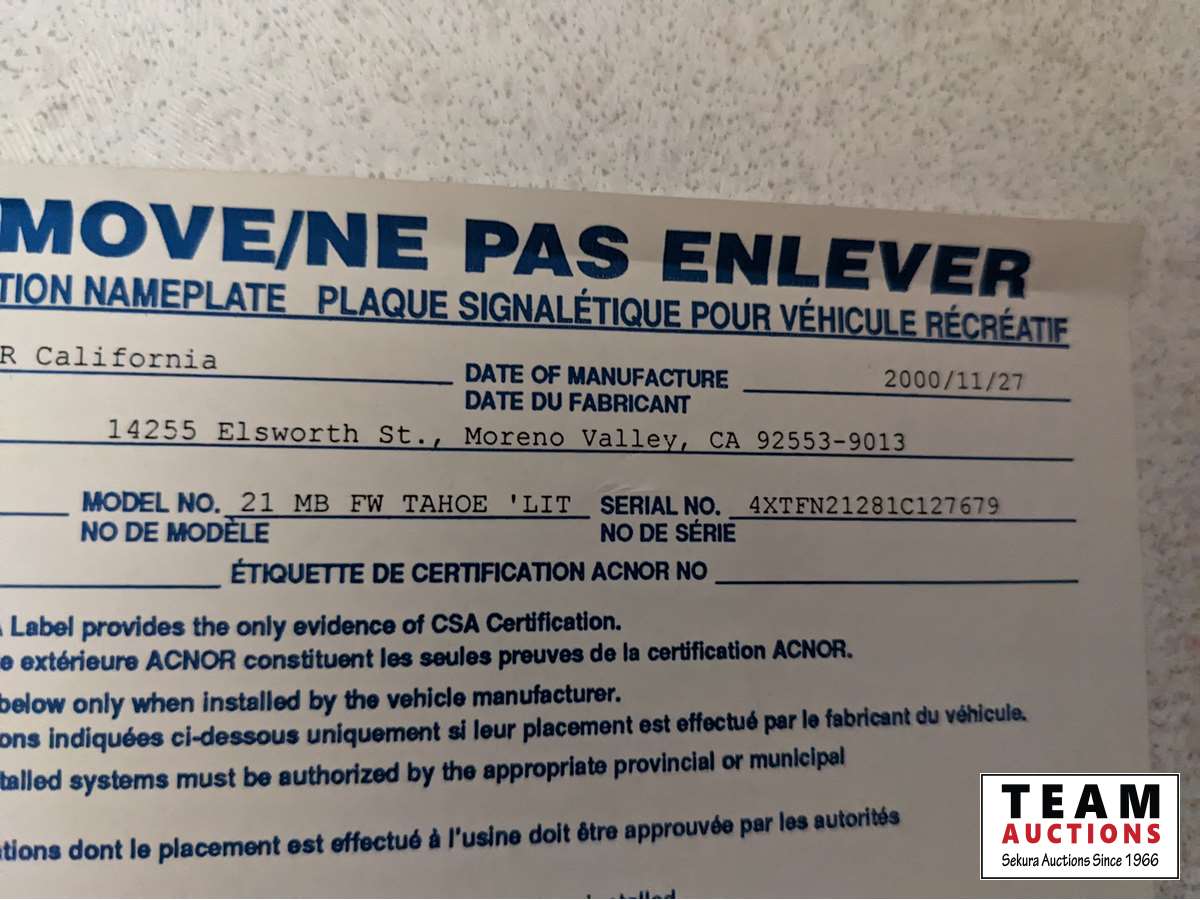 MOVE/NE PAS ENLEVER
TION NAMEPLATE PLAQUE SIGNALÉTIQUE POUR VÉHICULE RÉCRÉATIF
R California DATE OF MANUFACTURE 2000/11/27
DATE DU FABRICANT
14255 Elsworth St., Moreno Valley, CA 92553-9013
MODEL NO. 21 MB FW TAHOE 'LIT SERIAL NO. 4XTFN21281C127679
NO DE MODÈLE NO DE SÉRIE
ÉTIQUETTE DE CERTIFICATION ACNOR NO
Label provides the only evidence of CSA Certification.
e extérieure ACNOR constituent les seules preuves de la certification ACNOR.
below only when installed by the vehicle manufacturer.
ons indiquées ci-dessous uniquement si leur placement est effectué par le fabricant du véhicule.
talled systems must be authorized by the appropriate provincial or municipal
tions dont le placement est effectué à l'usine doit être approuvée par les autorités
TEAM
AUCTIONS
Sekura Auctions Since 1966